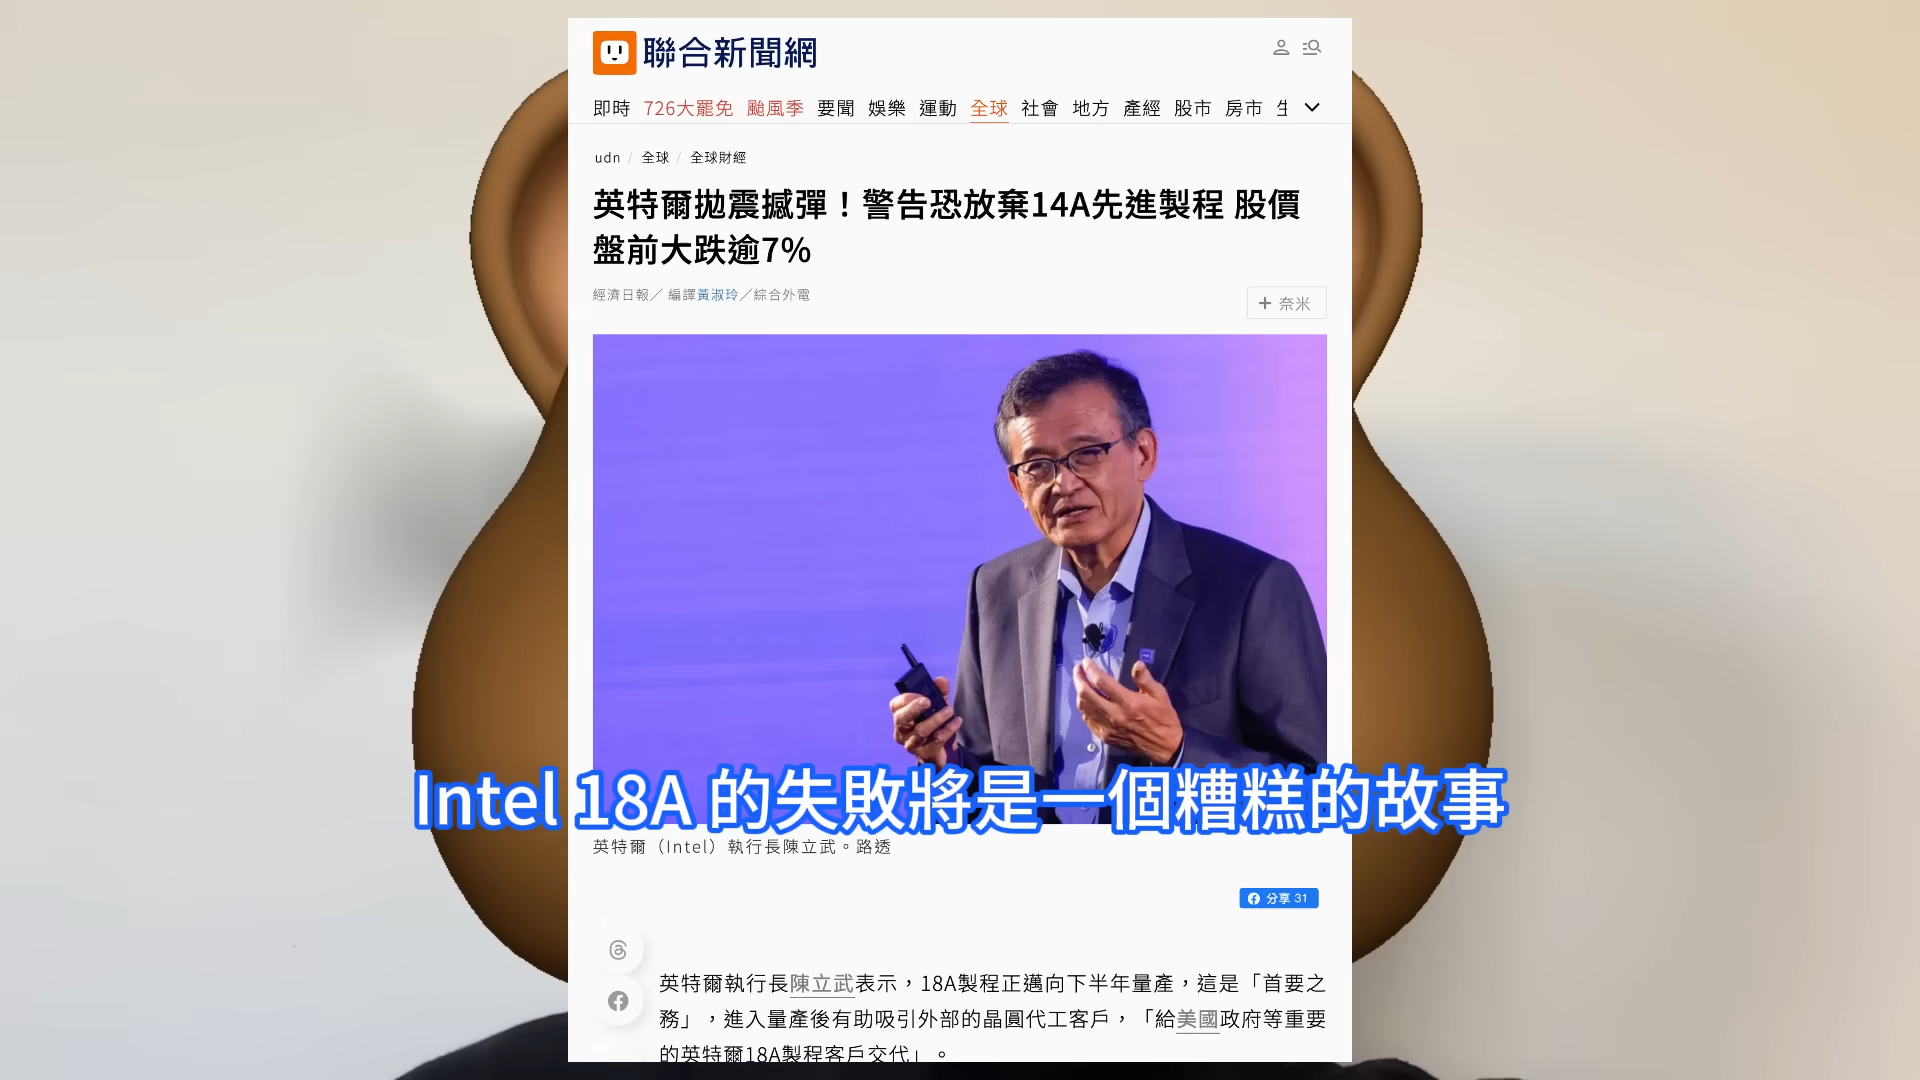 聯合新聞網
即時 726大罷免 颱風季 要聞 娛樂 運動 全球 社會 地方 產經 股市 房市 生
udn / 全球 / 全球財經
英特爾拋震撼彈！警告恐放棄14A先進製程 股價
盤前大跌逾7%
經濟日報／ 編譯黃淑玲／綜合外電
+ 奈米
Intel 18A 的失敗將是一個糟糕的故事
英特爾（Intel）執行長陳立武。路透
分享 31
英特爾執行長陳立武表示，18A製程正邁向下半年量產，這是「首要之
務」，進入量產後有助吸引外部的晶圓代工客戶，「給美國政府等重要
的英特爾18A製程客戶交代」。